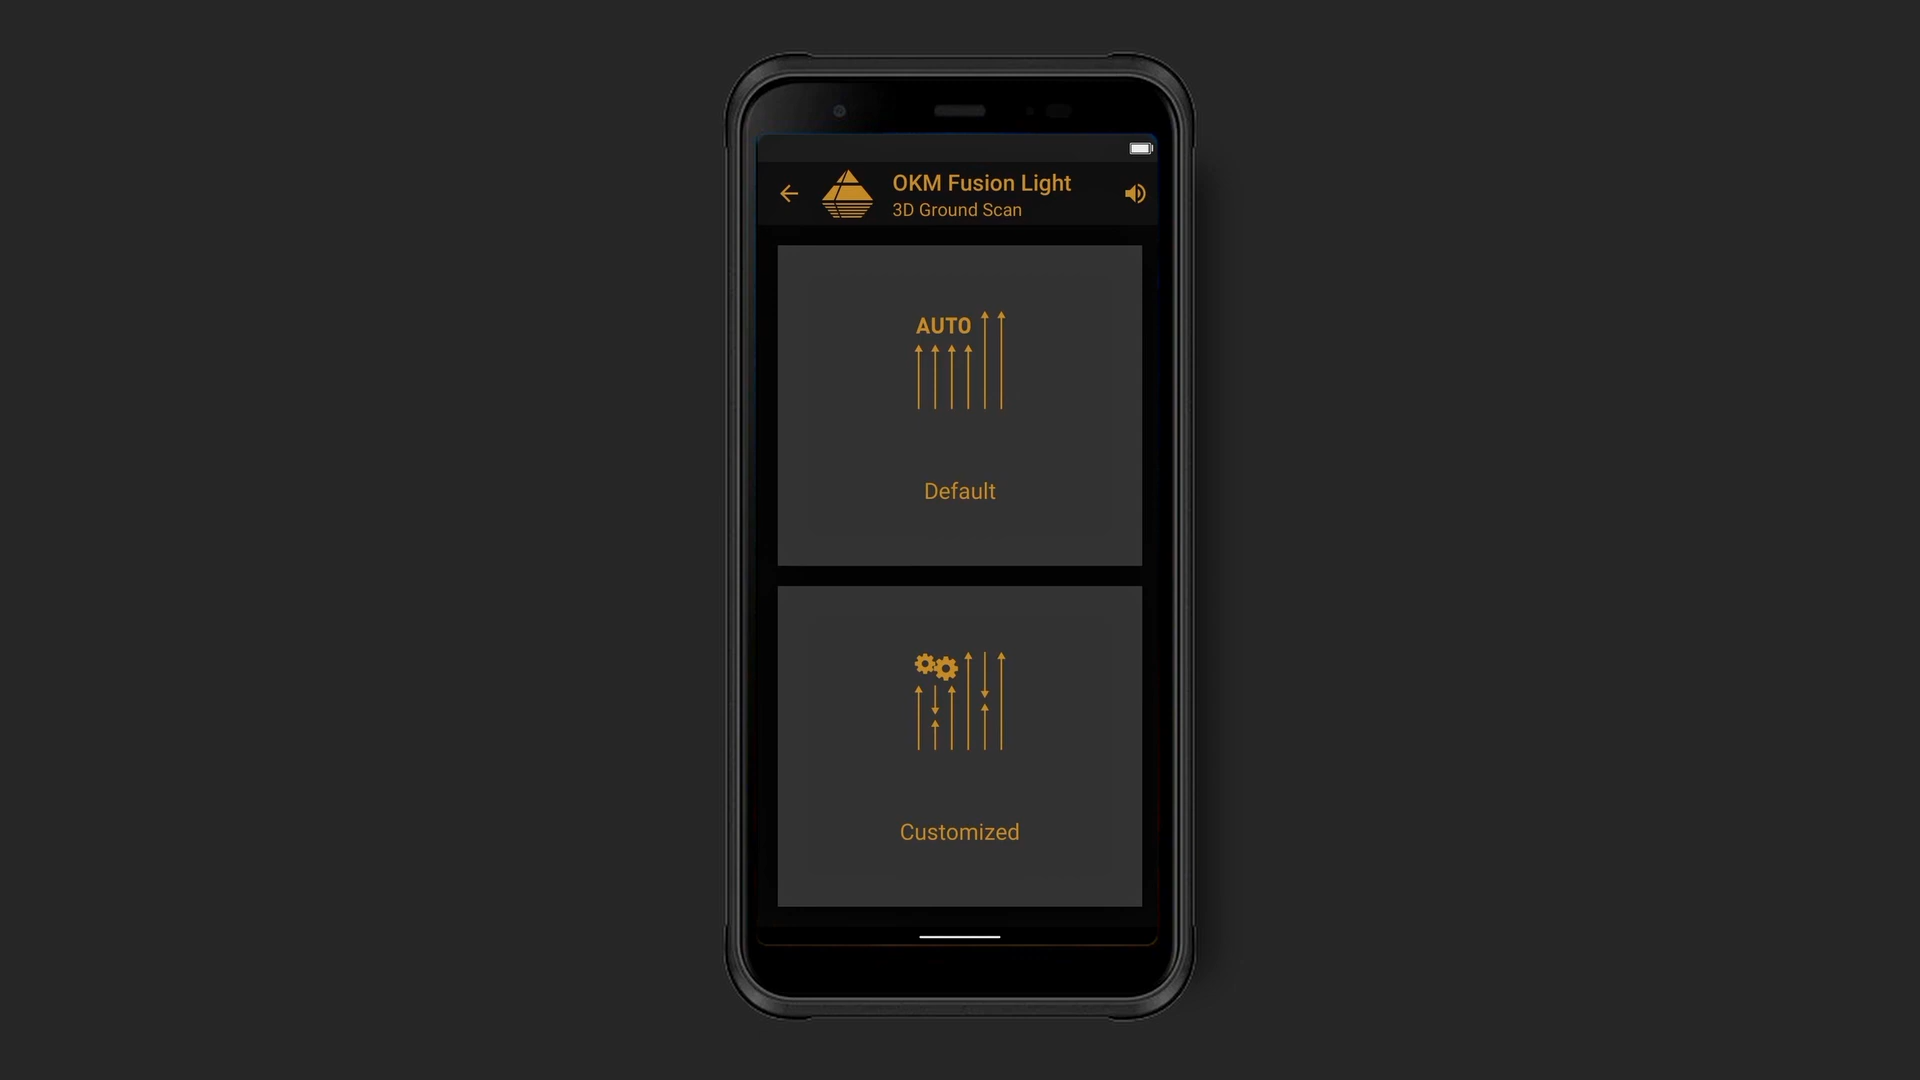 OKM Fusion Light
3D Ground Scan
AUTO
Default
Customized